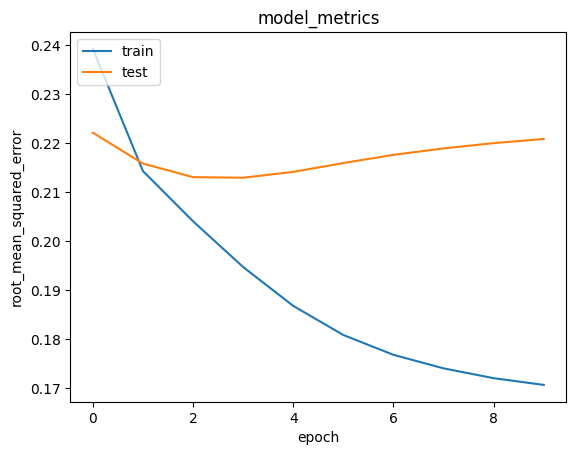 model_metrics
train
test
0.24
0.23
0.22
0.21
0.20
0.19
0.18
0.17
root_mean_squared_error
0 2 4 6 8
epoch